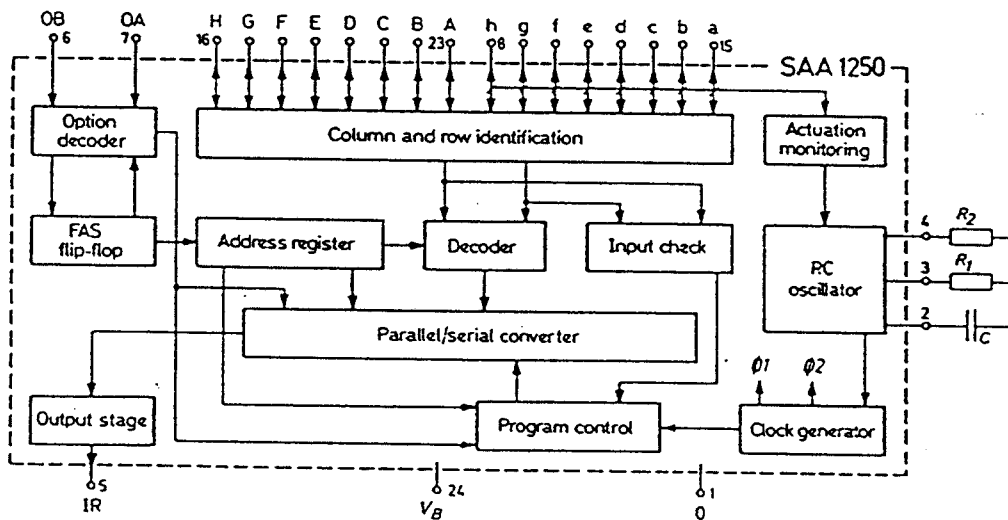 OB OA H G F E D C B A h g f e d c b a
6 7 16 23 8 15
SAA 1250
Option
decoder
Column and row identification
Actuation
monitoring
FAS
flip-flop
Address register
Decoder
Input check
RC
oscillator
4 R2
3 R1
2 C
Parallel/serial converter
Φ1 Φ2
Output stage
Program control
Clock generator
5 24 1
IR VB 0